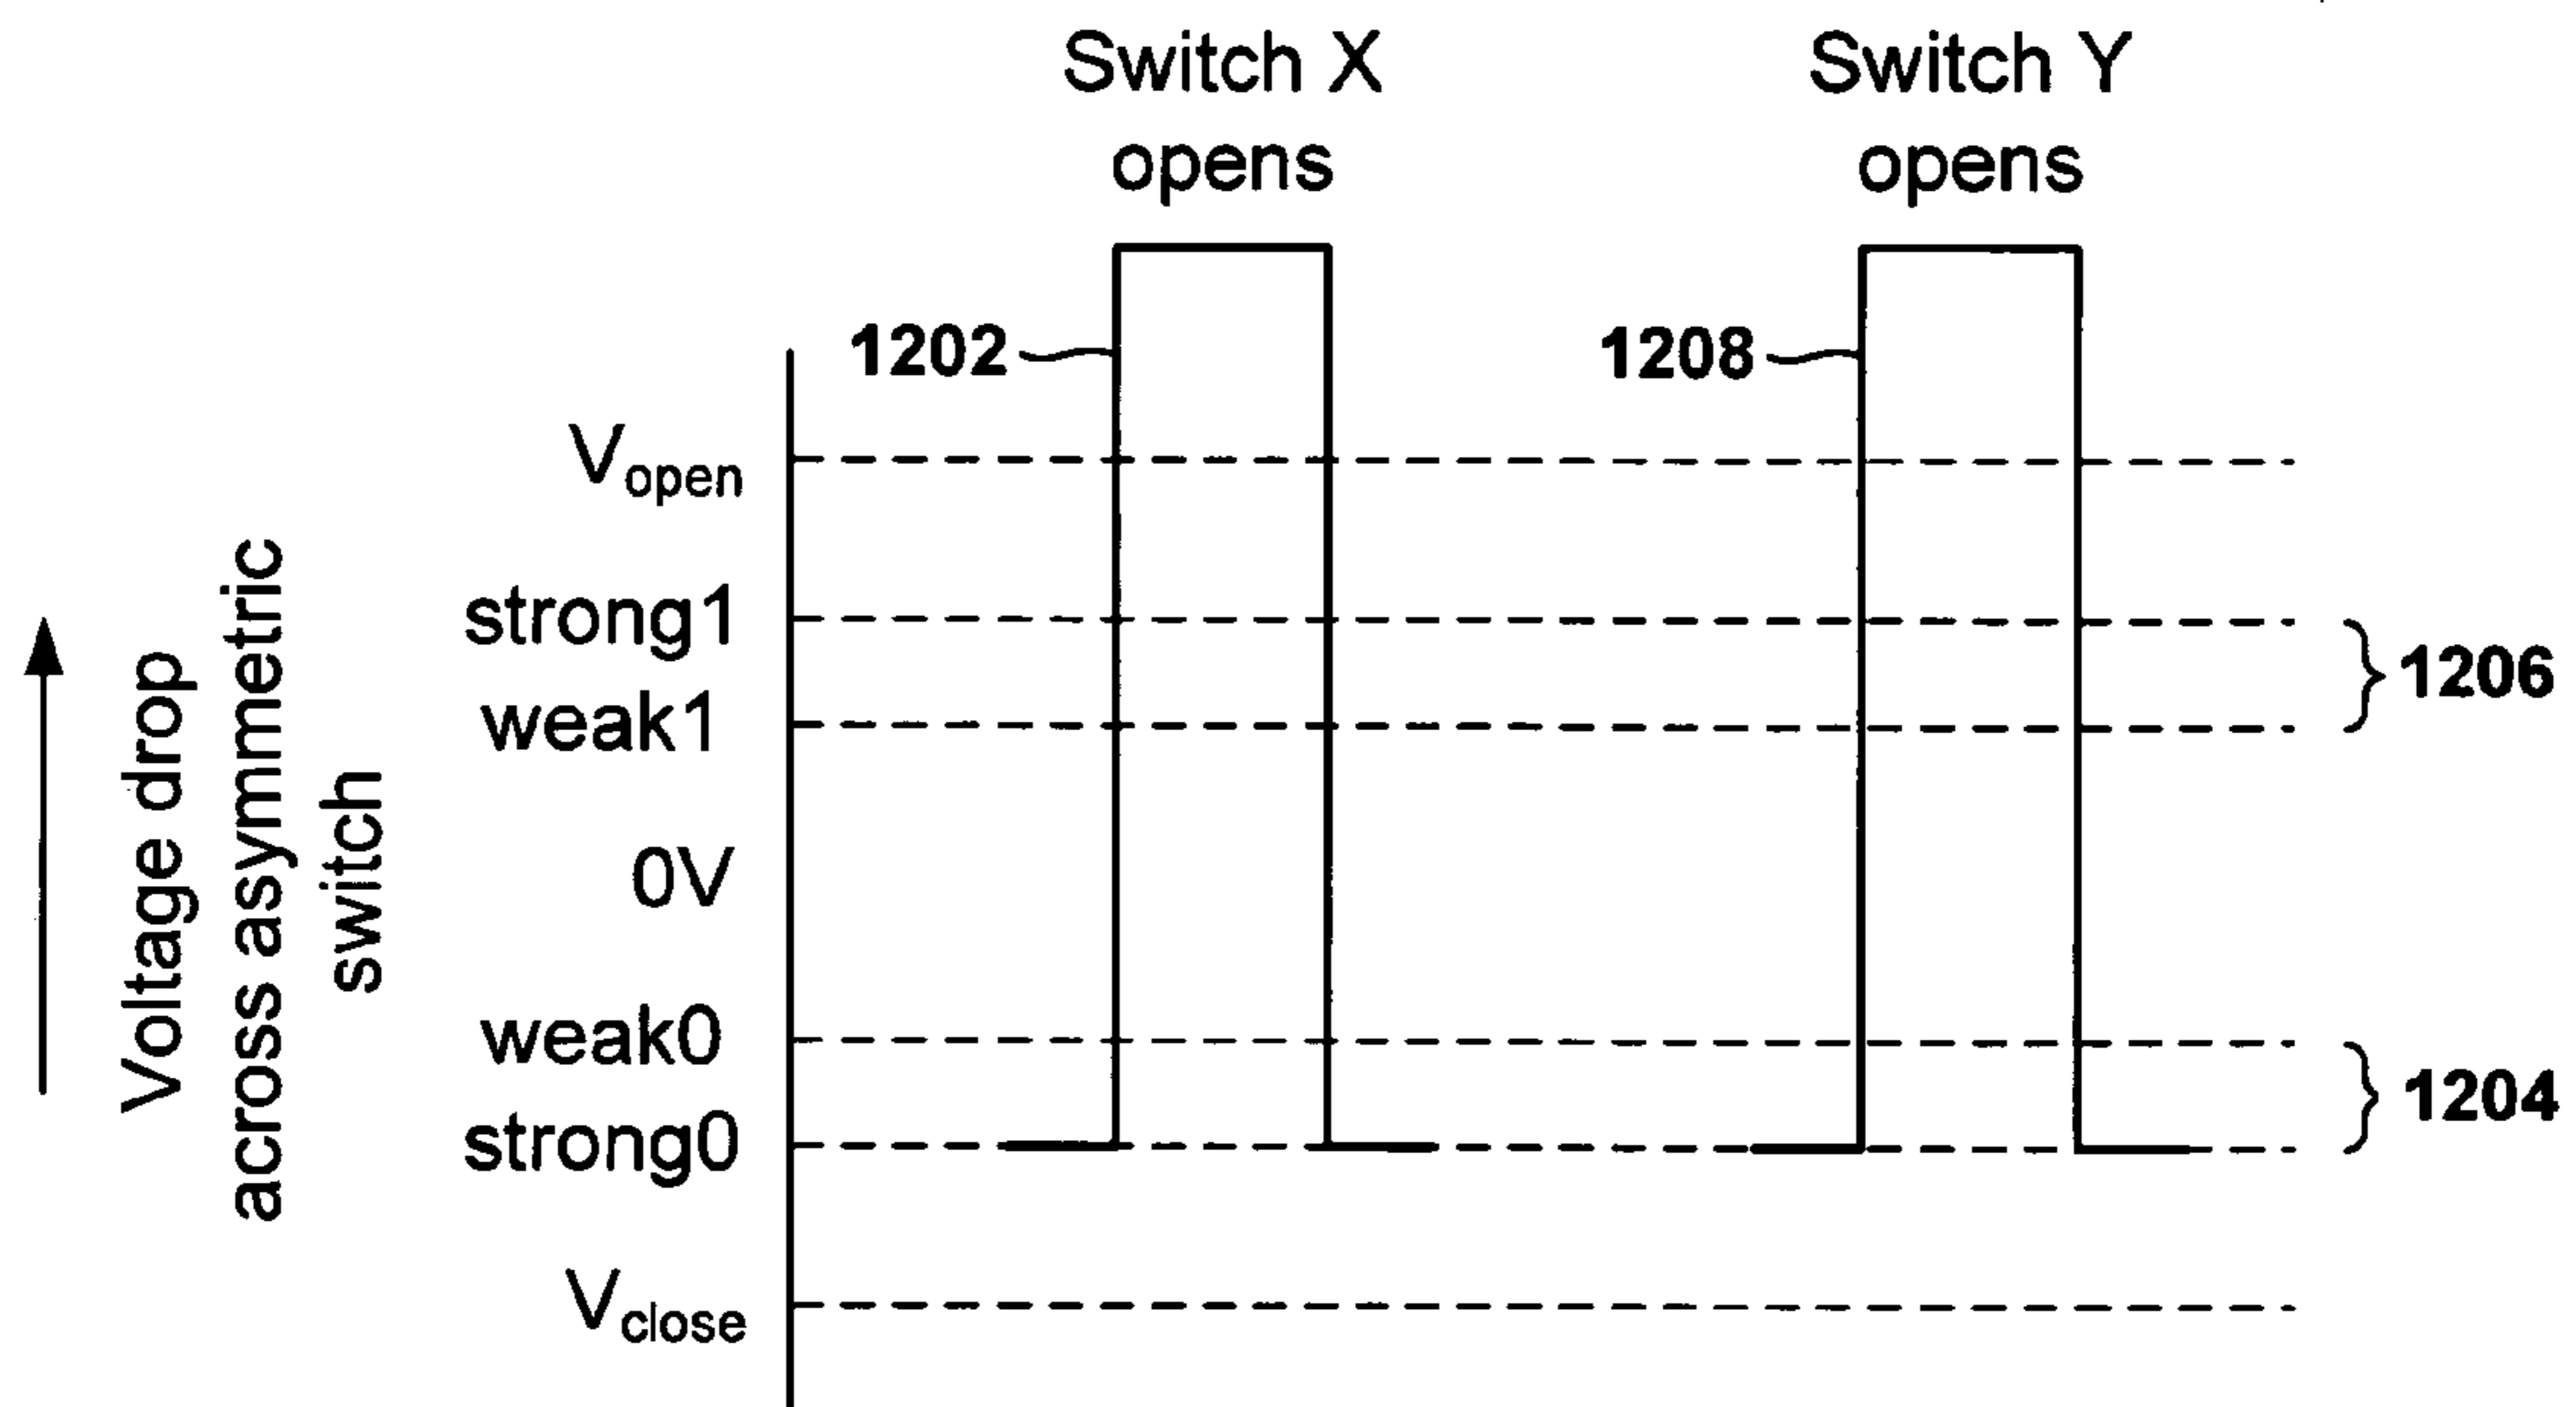 Switch X
opens
Switch Y
opens
1202
1208
Vopen
strong1
weak1
1206
0V
weak0
strong0
1204
Vclose
Voltage drop
across asymmetric
switch